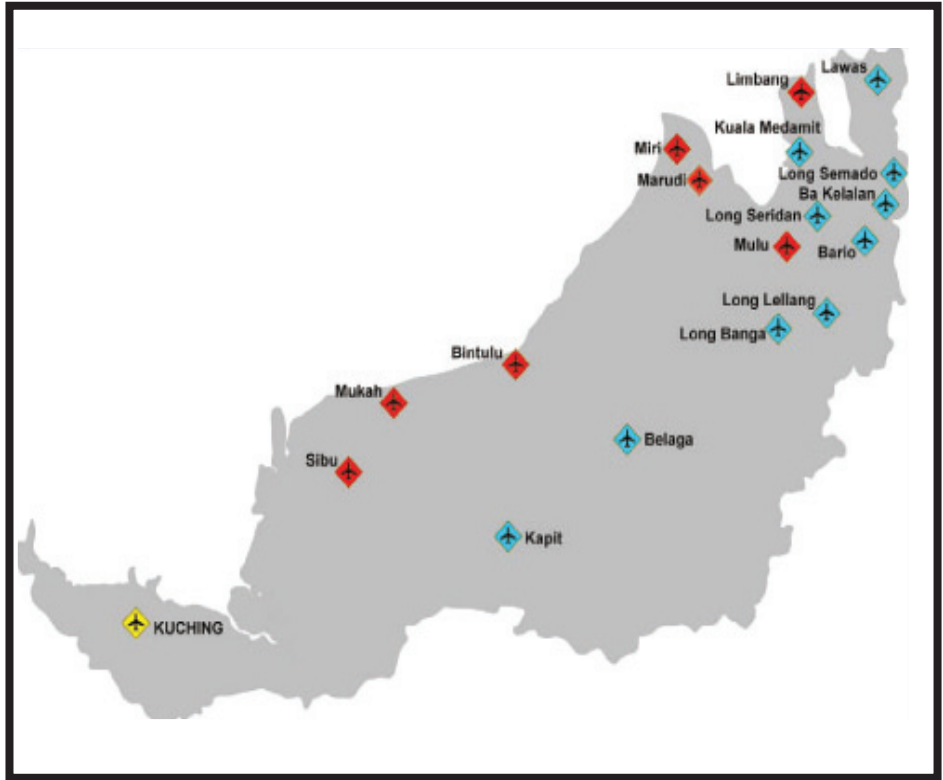 Lawas
Limbang
Kuala Medamit
Miri
Long Semado
Marudi
Ba Kelalan
Long Seridan
Mulu
Bario
Long Lellang
Long Banga
Bintulu
Mukah
Belaga
Sibu
Kapit
KUCHING